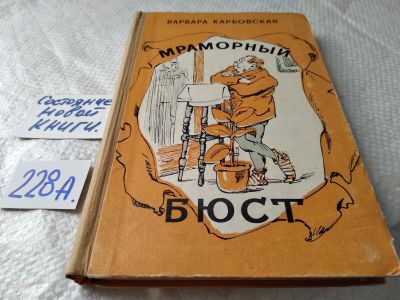 ВАРВАРА КАРБОВСКАЯ
МРАМОРНЫЙ
БЮСТ
Состояние
новой
книги.
228А.